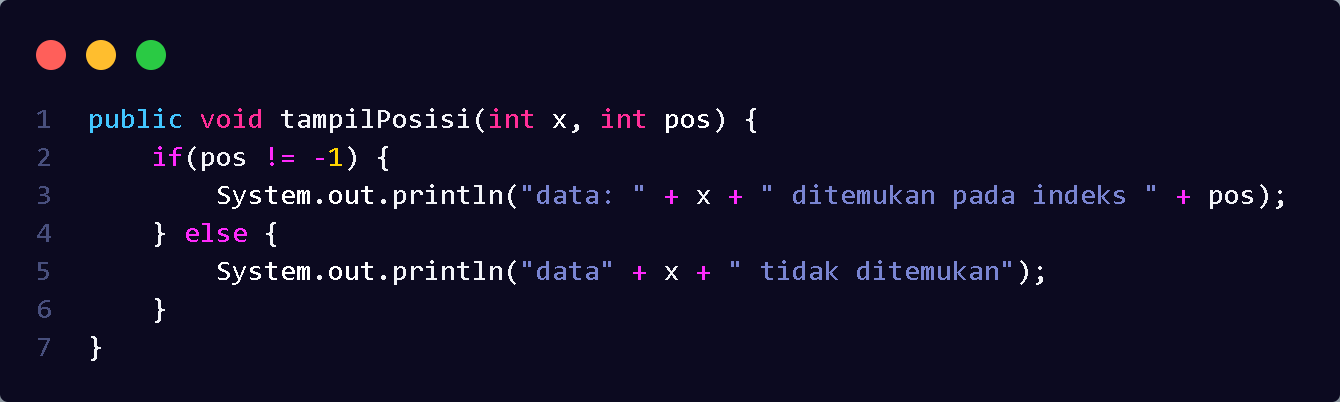 1 public void tampilPosisi(int x, int pos) {
2     if(pos != -1) {
3         System.out.println("data: " + x + " ditemukan pada indeks " + pos);
4     } else {
5         System.out.println("data" + x + " tidak ditemukan");
6     }
7 }